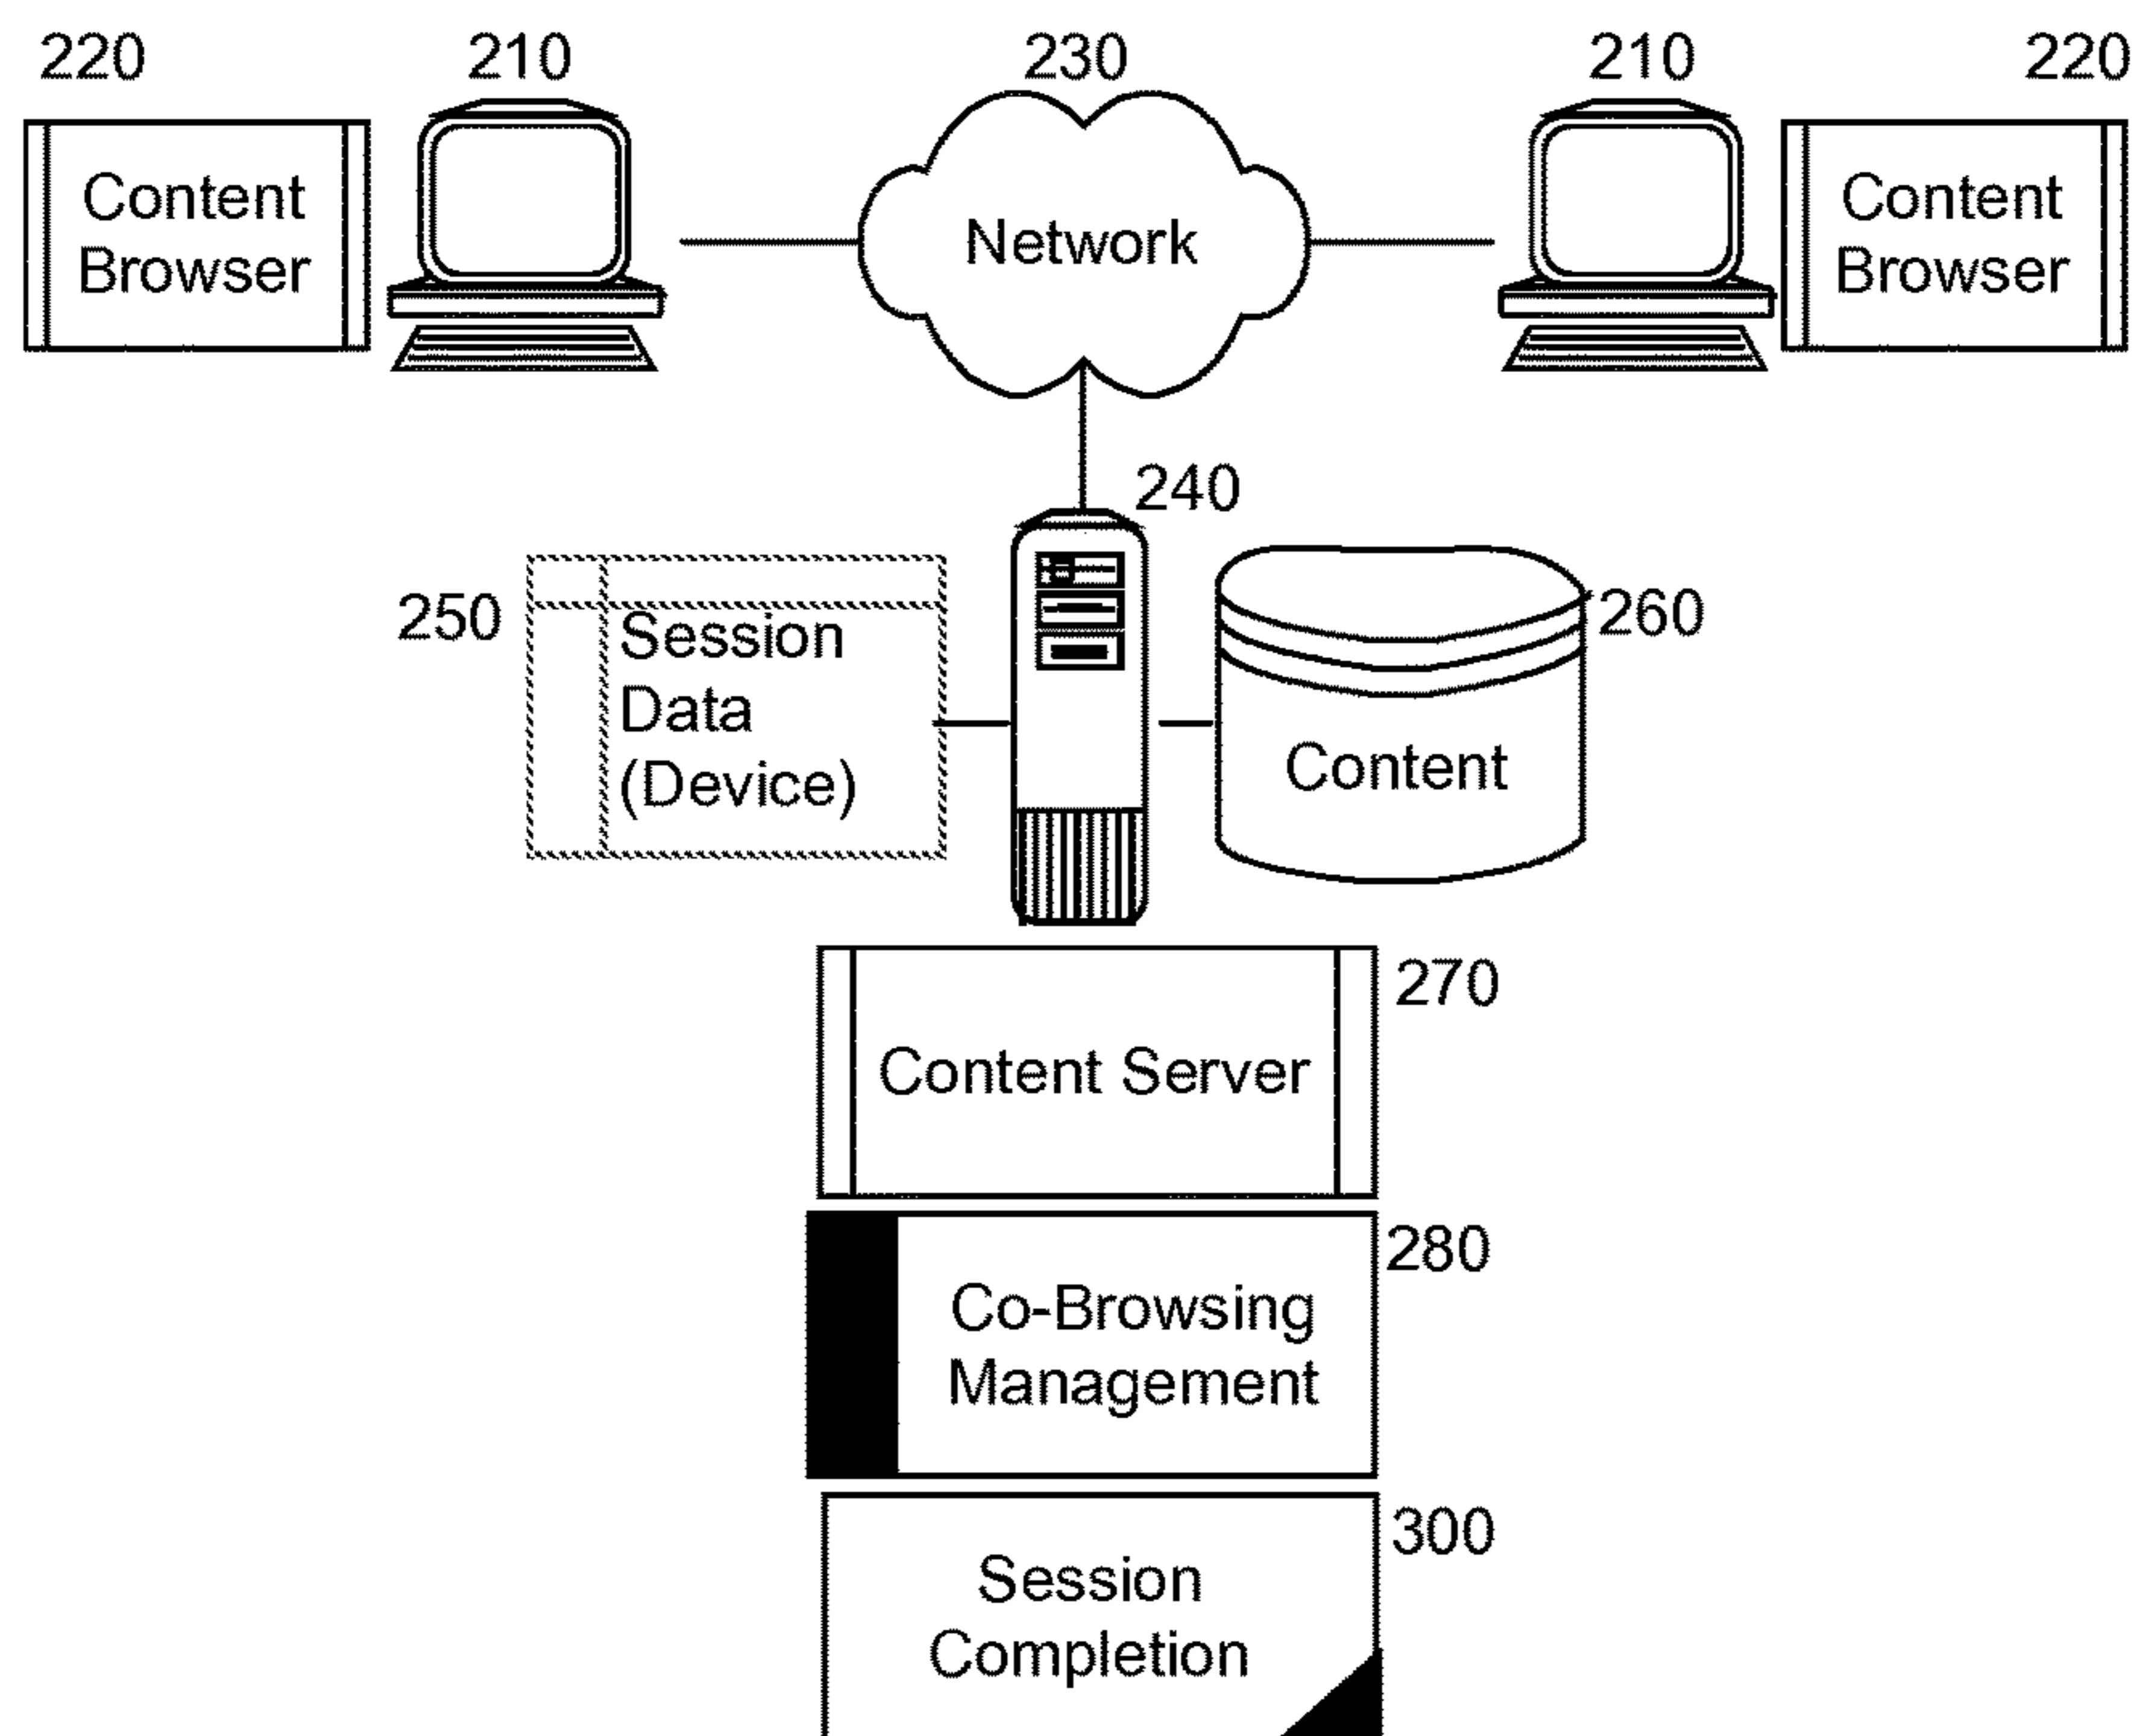 220
210
230
210
220
Content
Browser
Network
Content
Browser
240
250
Session
Data
(Device)
260
Content
270
Content Server
280
Co-Browsing
Management
300
Session
Completion